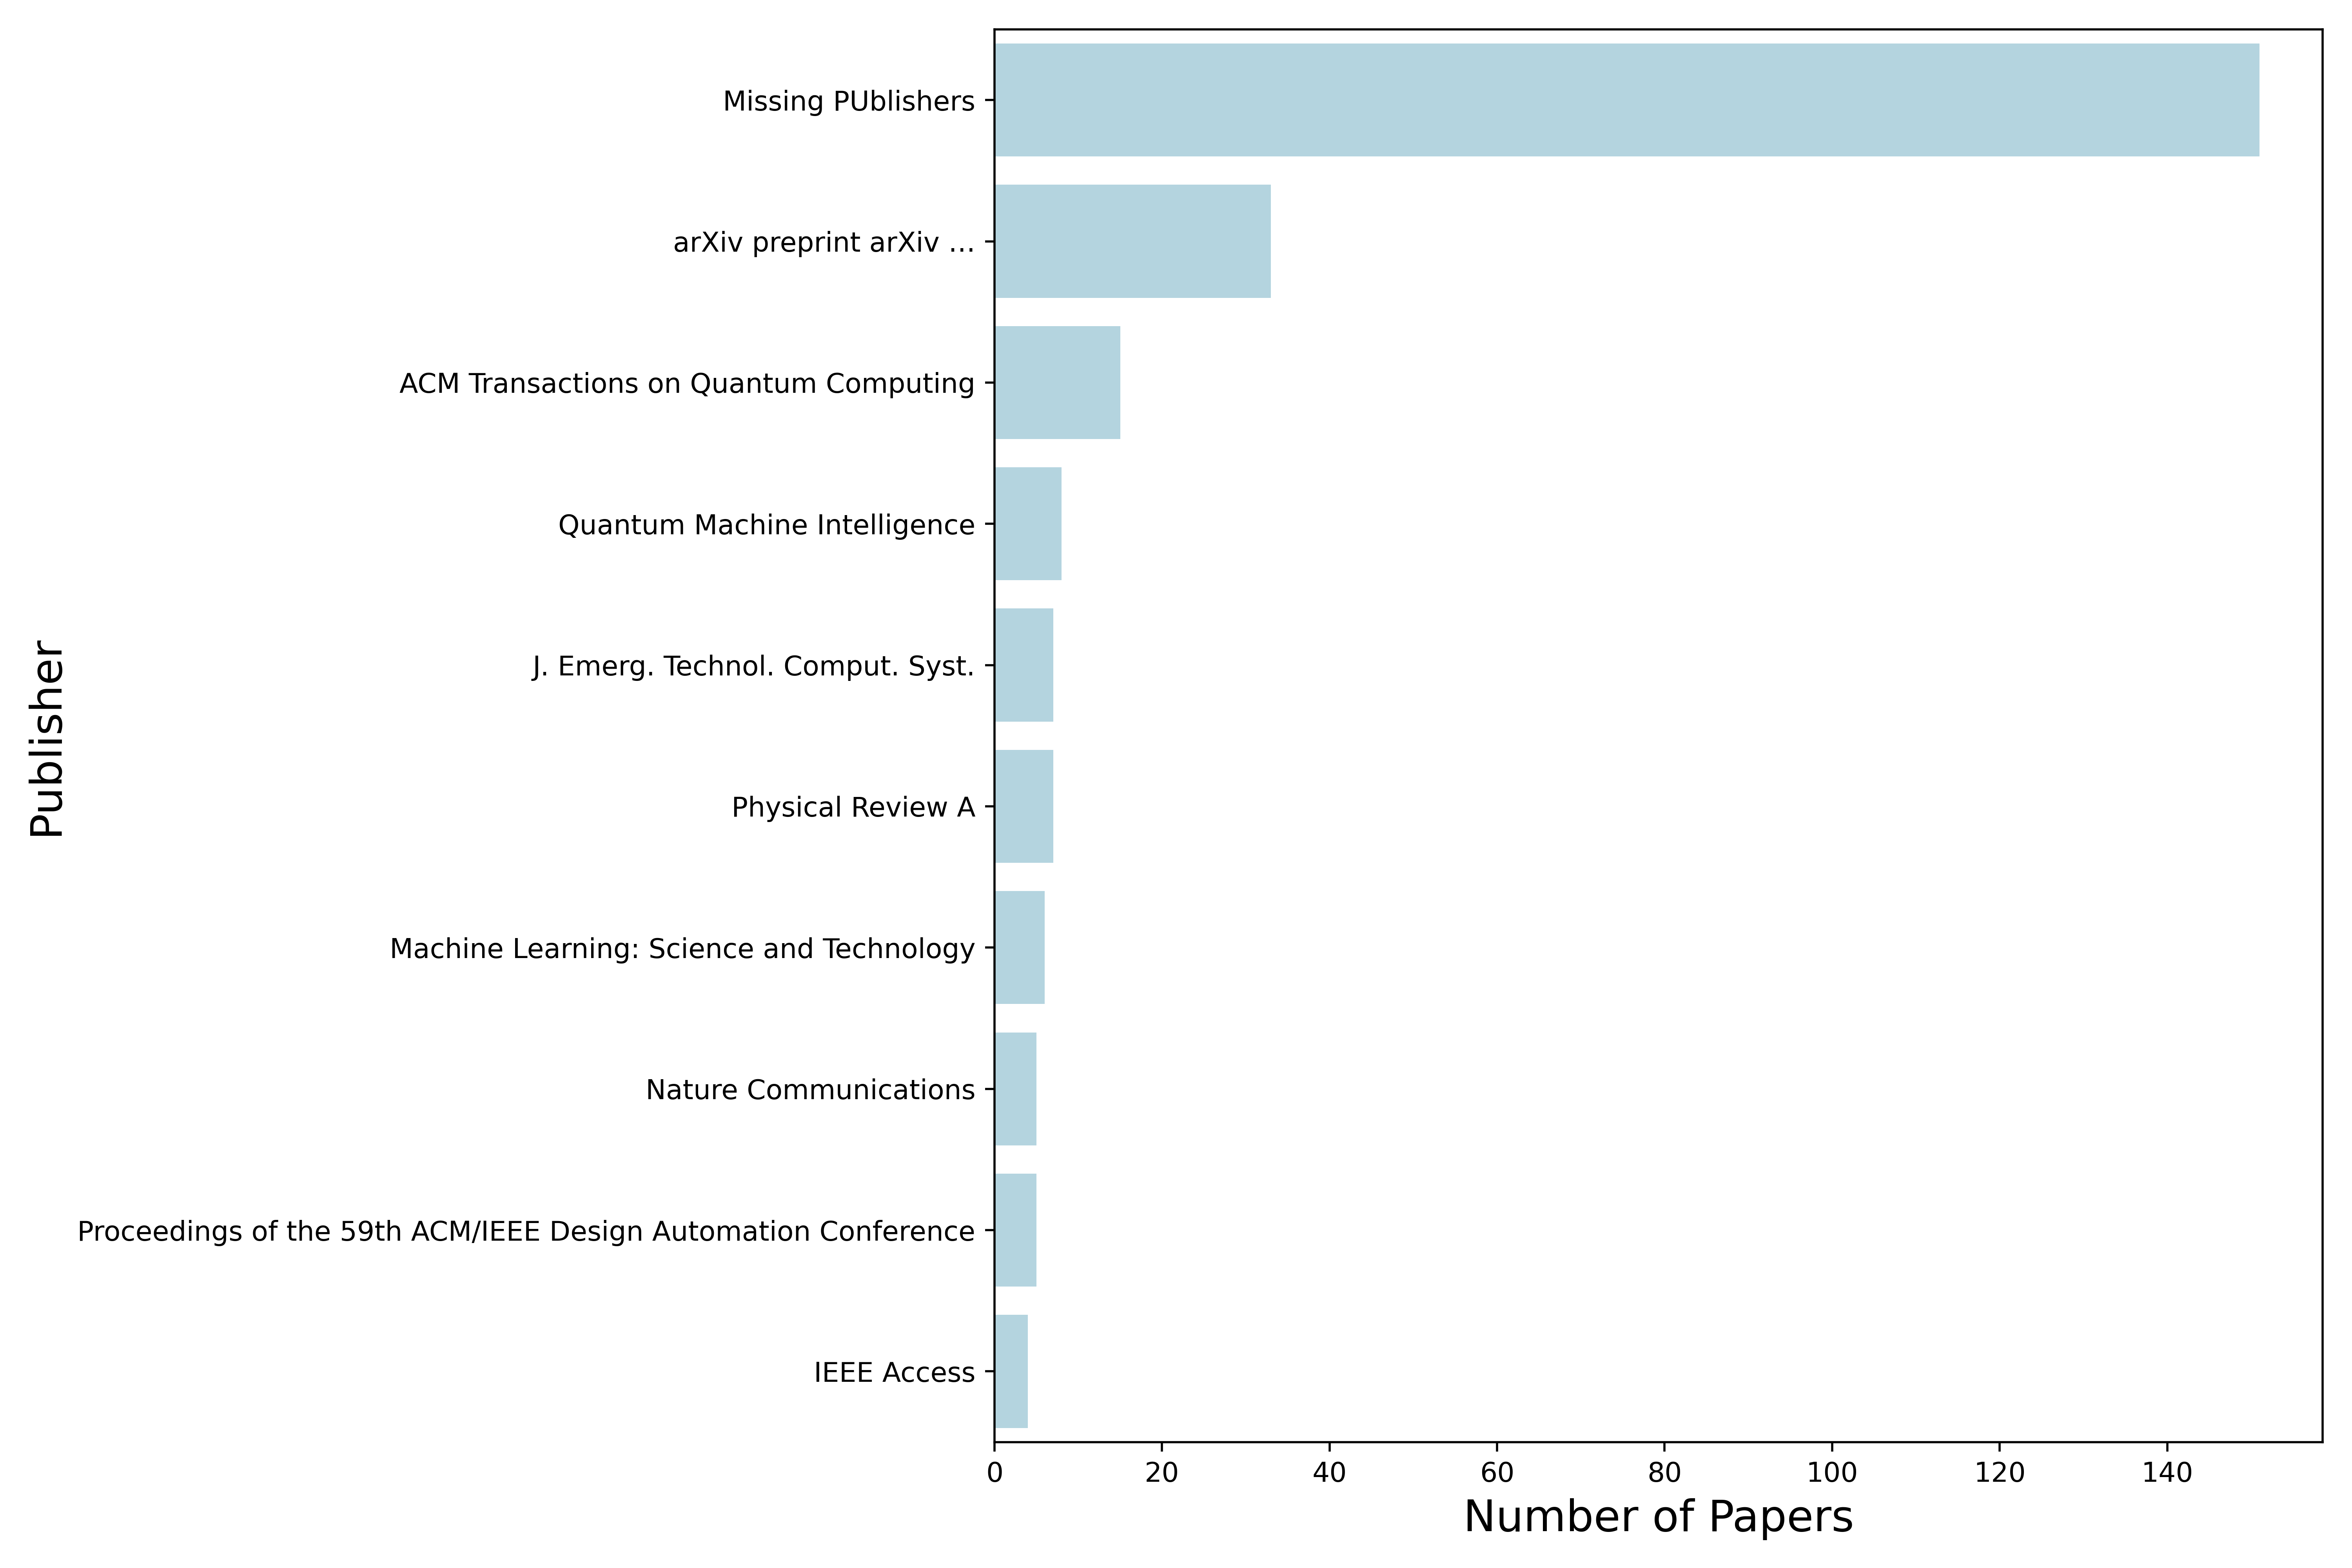 Missing PUblishers
arXiv preprint arXiv …
ACM Transactions on Quantum Computing
Quantum Machine Intelligence
J. Emerg. Technol. Comput. Syst.
Physical Review A
Machine Learning: Science and Technology
Nature Communications
Proceedings of the 59th ACM/IEEE Design Automation Conference
IEEE Access
Publisher
0 20 40 60 80 100 120 140
Number of Papers